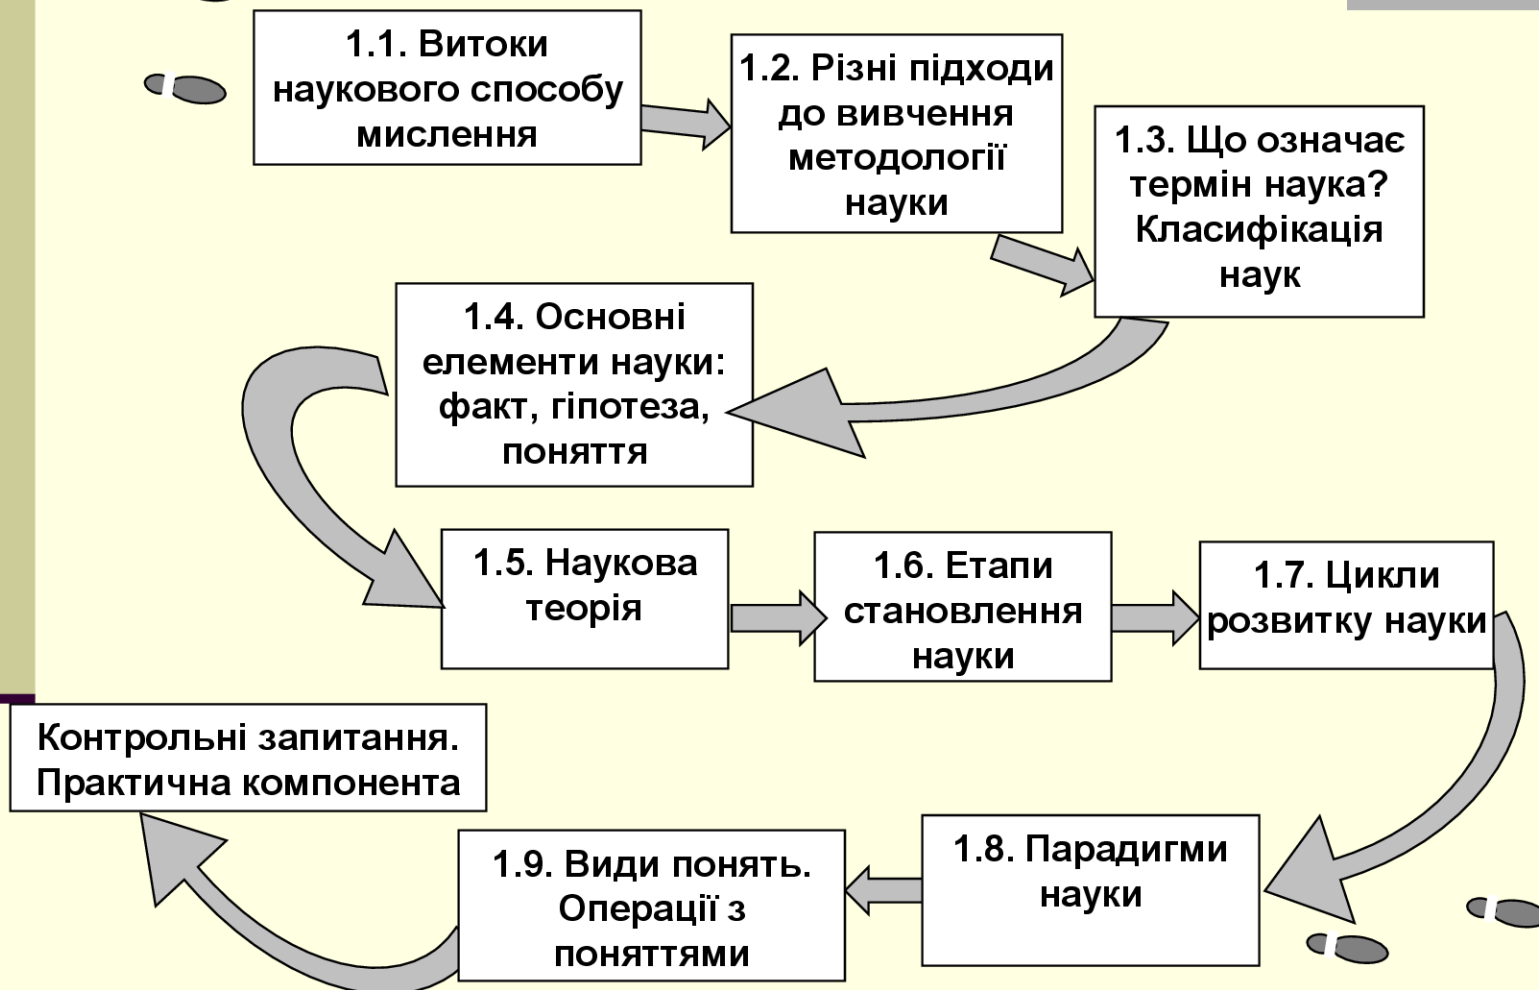 1.1. Витоки
наукового способу
мислення
1.2. Різні підходи
до вивчення
методології
науки
1.3. Що означає
термін наука?
Класифікація
наук
1.4. Основні
елементи науки:
факт, гіпотеза,
поняття
1.5. Наукова
теорія
1.6. Етапи
становлення
науки
1.7. Цикли
розвитку науки
1.8. Парадигми
науки
1.9. Види понять.
Операції з
поняттями
Контрольні запитання.
Практична компонента